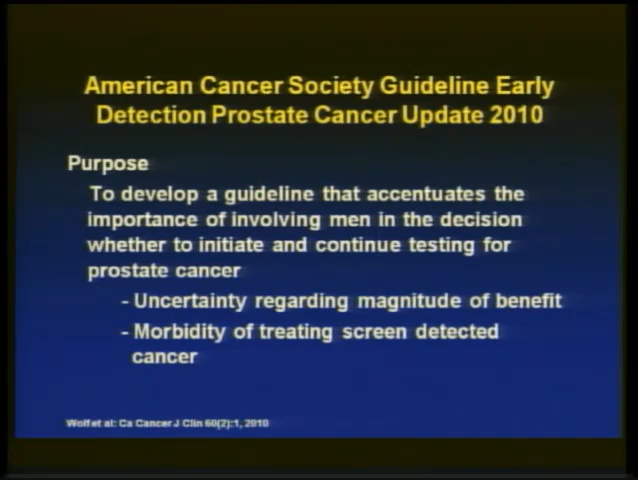 American Cancer Society Guideline Early
Detection Prostate Cancer Update 2010
Purpose
To develop a guideline that accentuates the
importance of involving men in the decision
whether to initiate and continue testing for
prostate cancer
- Uncertainty regarding magnitude of benefit
- Morbidity of treating screen detected
cancer
Wolf et al: Ca Cancer J Clin 60(2):1, 2010